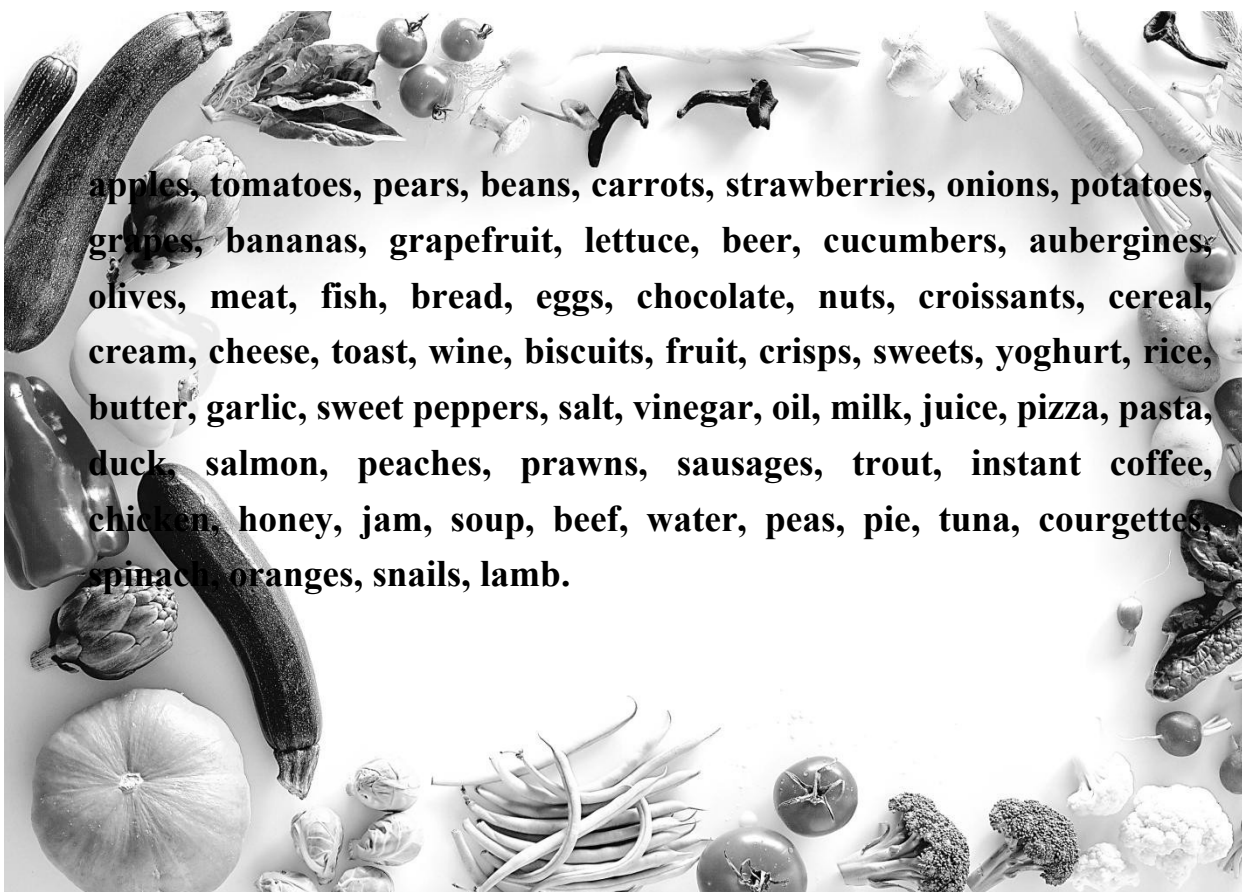 apples, tomatoes, pears, beans, carrots, strawberries, onions, potatoes,
grapes, bananas, grapefruit, lettuce, beer, cucumbers, aubergines,
olives, meat, fish, bread, eggs, chocolate, nuts, croissants, cereal,
cream, cheese, toast, wine, biscuits, fruit, crisps, sweets, yoghurt, rice,
butter, garlic, sweet peppers, salt, vinegar, oil, milk, juice, pizza, pasta,
duck, salmon, peaches, prawns, sausages, trout, instant coffee,
chicken, honey, jam, soup, beef, water, peas, pie, tuna, courgettes,
spinach, oranges, snails, lamb.